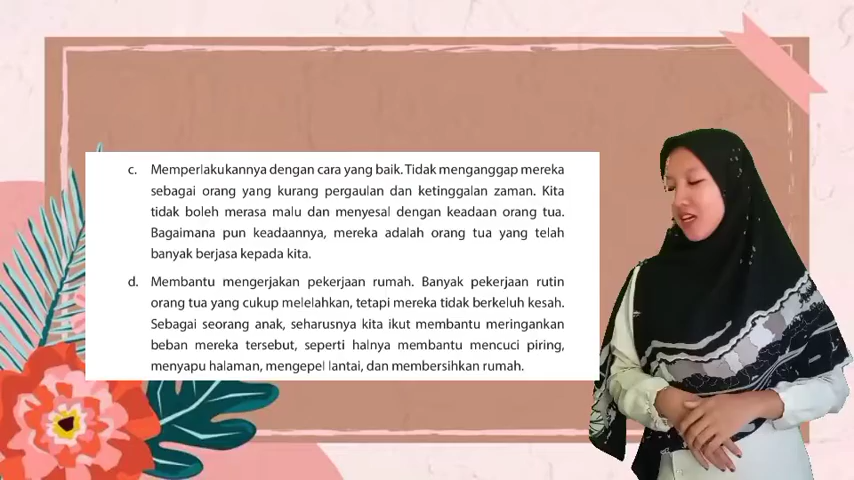 c. Memperlakukannya dengan cara yang baik. Tidak menganggap mereka
sebagai orang yang kurang pergaulan dan ketinggalan zaman. Kita
tidak boleh merasa malu dan menyesal dengan keadaan orang tua.
Bagaimana pun keadaannya, mereka adalah orang tua yang telah
banyak berjasa kepada kita.
d. Membantu mengerjakan pekerjaan rumah. Banyak pekerjaan rutin
orang tua yang cukup melelahkan, tetapi mereka tidak berkeluh kesah.
Sebagai seorang anak, seharusnya kita ikut membantu meringankan
beban mereka tersebut, seperti halnya membantu mencuci piring,
menyapu halaman, mengepel lantai, dan membersihkan rumah.